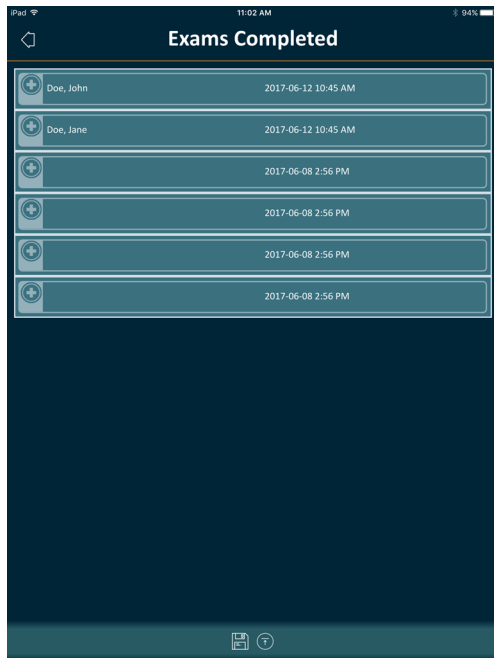 iPad 11:02 AM 94%
Exams Completed
Doe, John 2017-06-12 10:45 AM
Doe, Jane 2017-06-12 10:45 AM
2017-06-08 2:56 PM
2017-06-08 2:56 PM
2017-06-08 2:56 PM
2017-06-08 2:56 PM